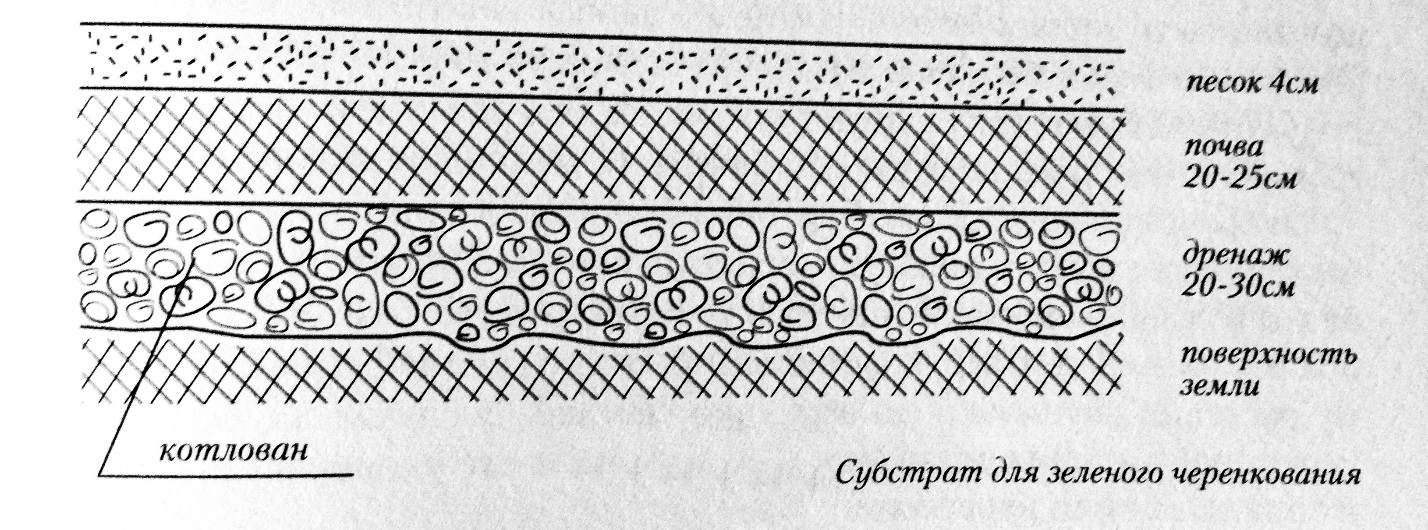 песок 4см
почва
20-25см
дренаж
20-30см
поверхность
земли
котлован
Субстрат для зеленого черенкования